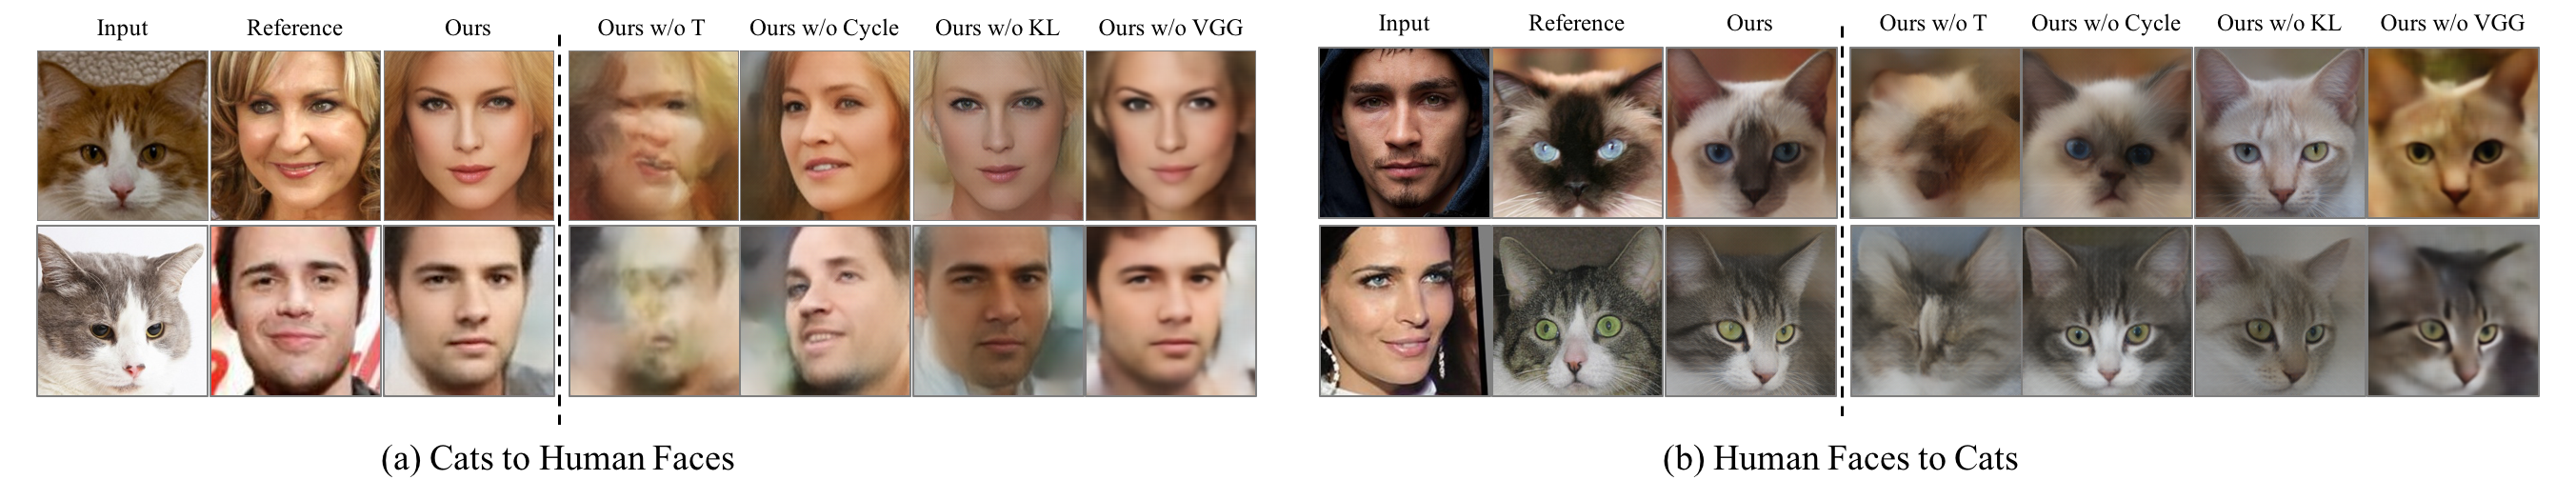 Input Reference Ours Ours w/o T Ours w/o Cycle Ours w/o KL Ours w/o VGG
(a) Cats to Human Faces
Input Reference Ours Ours w/o T Ours w/o Cycle Ours w/o KL Ours w/o VGG
(b) Human Faces to Cats